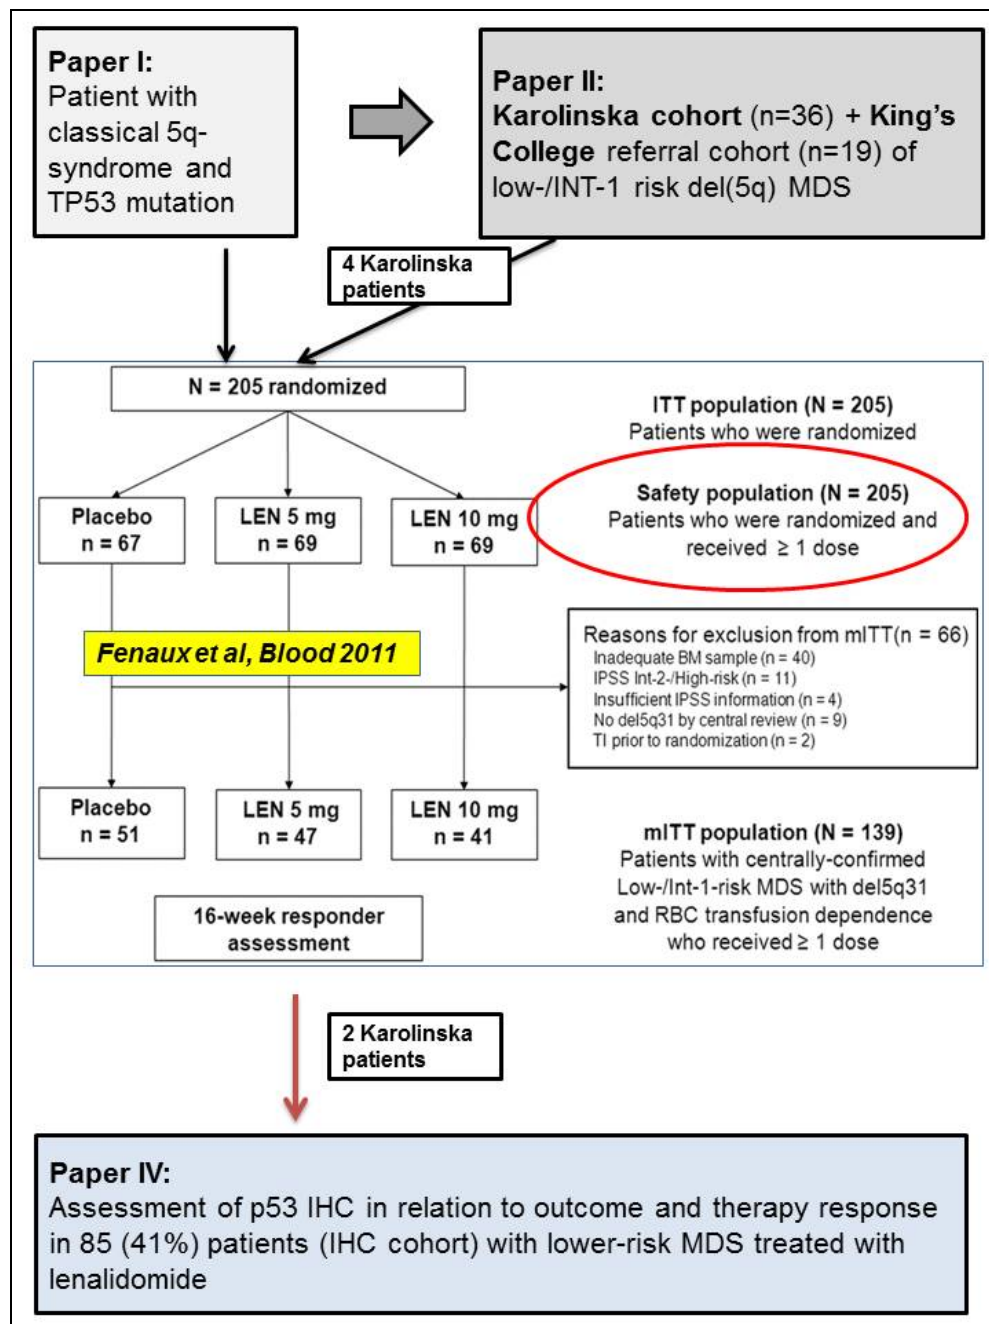 Paper I:
Patient with
classical 5q-
syndrome and
TP53 mutation
Paper II:
Karolinska cohort (n=36) + King's
College referral cohort (n=19) of
low-/INT-1 risk del(5q) MDS
4 Karolinska
patients
N = 205 randomized
ITT population (N = 205)
Patients who were randomized
Safety population (N = 205)
Patients who were randomized and
received ≥ 1 dose
Placebo
n = 67
LEN 5 mg
n = 69
LEN 10 mg
n = 69
Fenaux et al, Blood 2011
Reasons for exclusion from mITT(n = 66)
Inadequate BM sample (n = 40)
IPSS Int-2-/High-risk (n = 11)
Insufficient IPSS information (n = 4)
No del5q31 by central review (n = 9)
TI prior to randomization (n = 2)
Placebo
n = 51
LEN 5 mg
n = 47
LEN 10 mg
n = 41
mITT population (N = 139)
Patients with centrally-confirmed
Low-/Int-1-risk MDS with del5q31
and RBC transfusion dependence
who received ≥ 1 dose
16-week responder
assessment
2 Karolinska
patients
Paper IV:
Assessment of p53 IHC in relation to outcome and therapy response
in 85 (41%) patients (IHC cohort) with lower-risk MDS treated with
lenalidomide